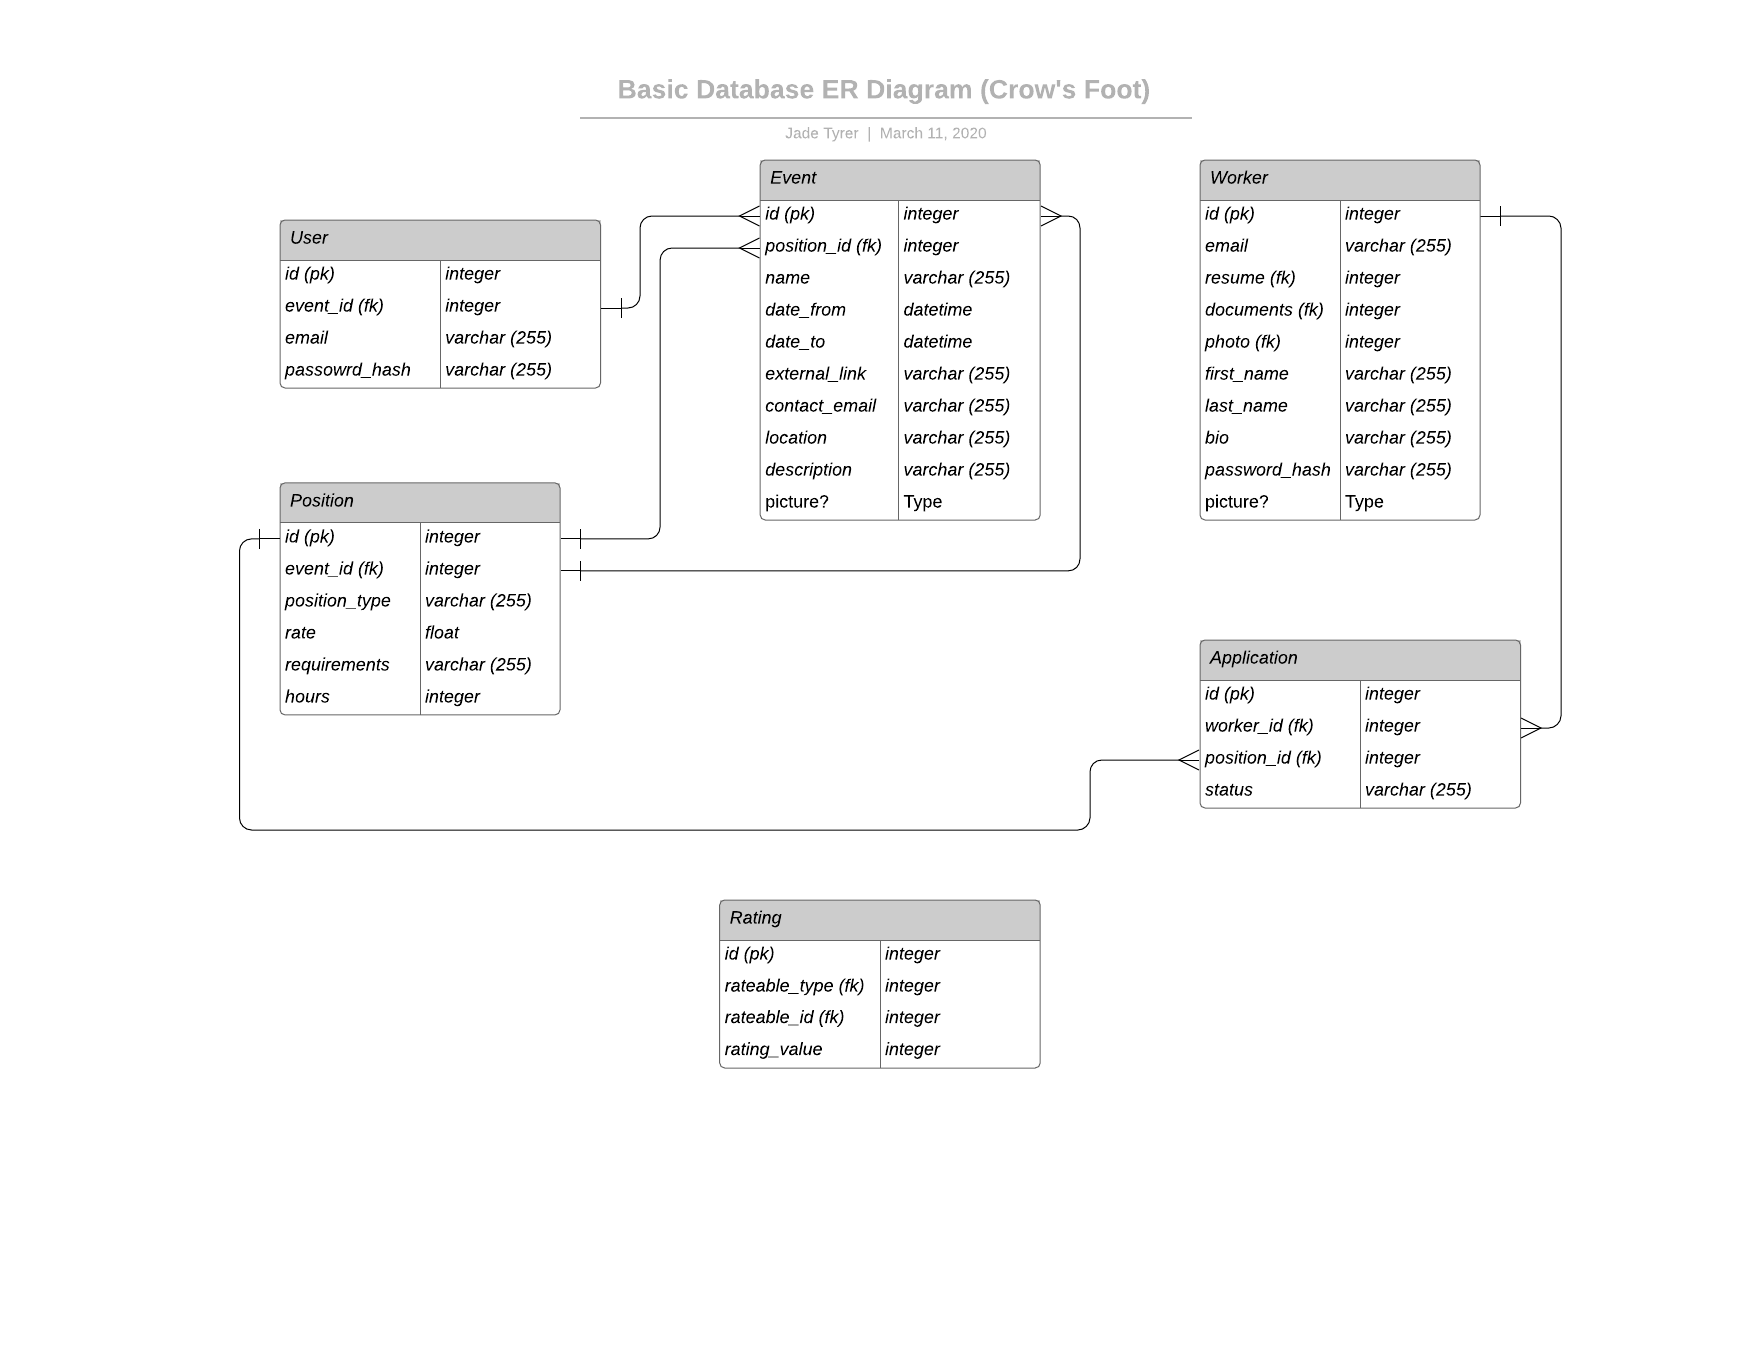 Basic Database ER Diagram (Crow's Foot)
Jade Tyrer | March 11, 2020
User
id (pk) integer
event_id (fk) integer
email varchar (255)
passowrd_hash varchar (255)
Event
id (pk) integer
position_id (fk) integer
name varchar (255)
date_from datetime
date_to datetime
external_link varchar (255)
contact_email varchar (255)
location varchar (255)
description varchar (255)
picture? Type
Worker
id (pk) integer
email varchar (255)
resume (fk) integer
documents (fk) integer
photo (fk) integer
first_name varchar (255)
last_name varchar (255)
bio varchar (255)
password_hash varchar (255)
picture? Type
Position
id (pk) integer
event_id (fk) integer
position_type varchar (255)
rate float
requirements varchar (255)
hours integer
Application
id (pk) integer
worker_id (fk) integer
position_id (fk) integer
status varchar (255)
Rating
id (pk) integer
rateable_type (fk) integer
rateable_id (fk) integer
rating_value integer